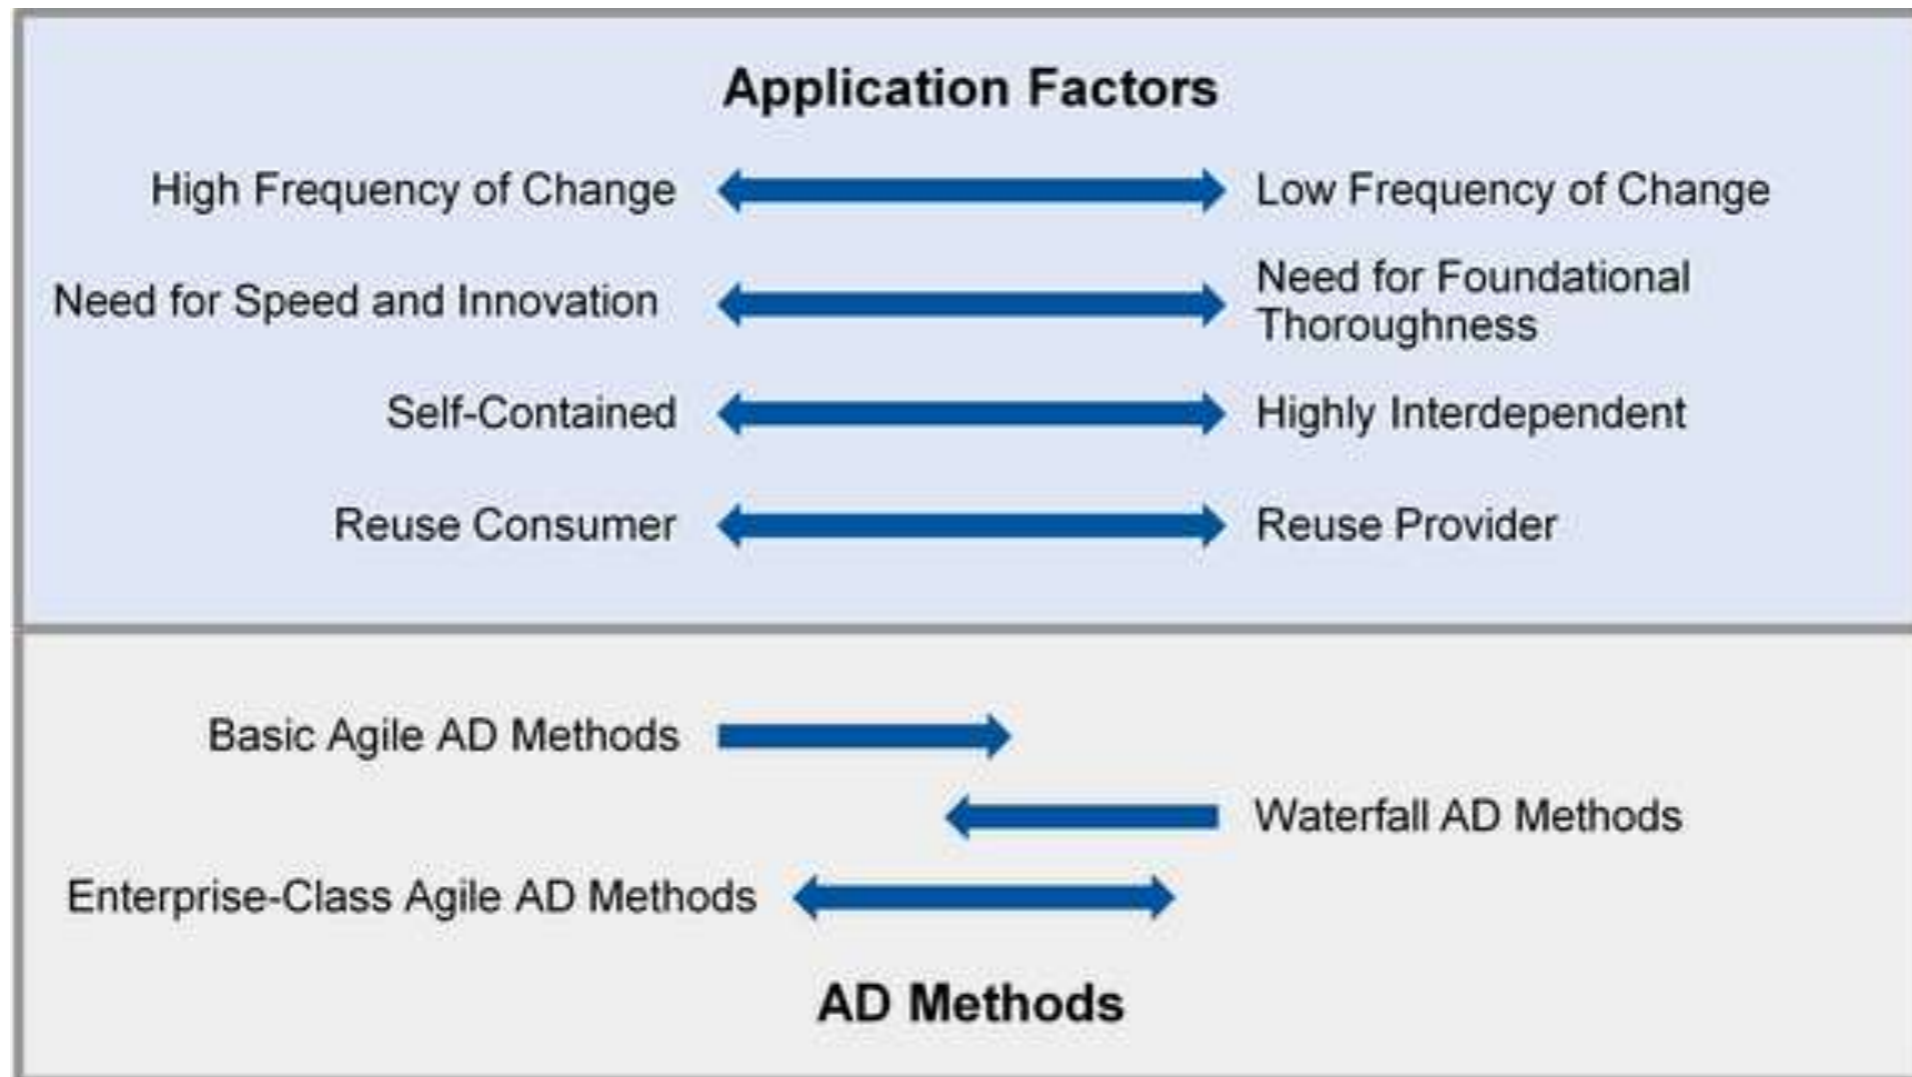 Application Factors
High Frequency of Change
Low Frequency of Change
Need for Speed and Innovation
Need for Foundational
Thoroughness
Self-Contained
Highly Interdependent
Reuse Consumer
Reuse Provider
Basic Agile AD Methods
Waterfall AD Methods
Enterprise-Class Agile AD Methods
AD Methods